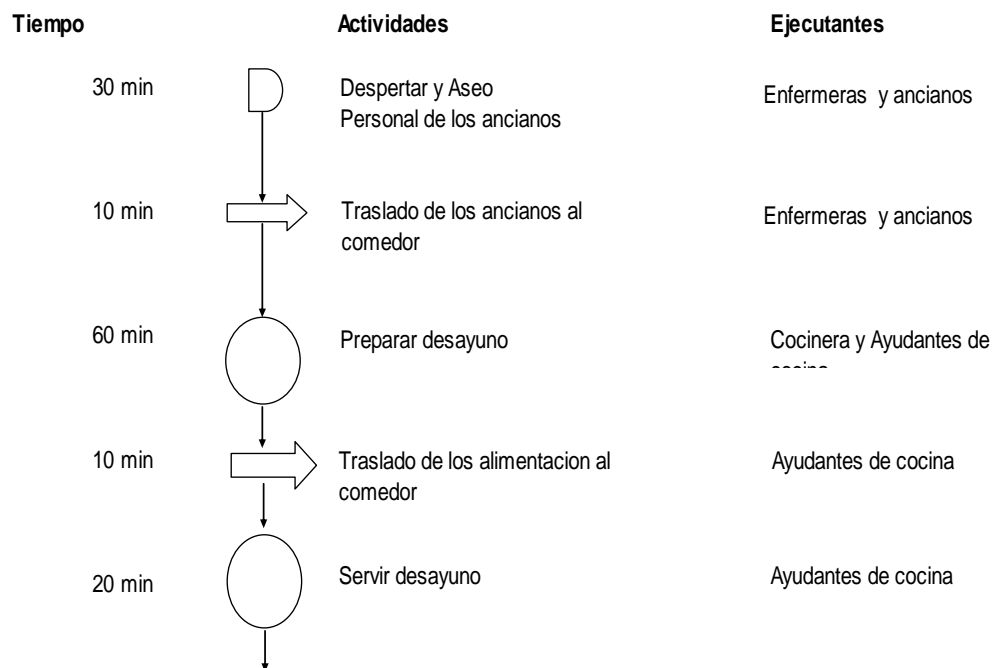 Tiempo Actividades Ejecutantes
30 min Despertar y Aseo Enfermeras y ancianos
Personal de los ancianos
10 min Traslado de los ancianos al Enfermeras y ancianos
comedor
60 min Preparar desayuno Cocinera y Ayudantes de
10 min Traslado de los alimentacion al Ayudantes de cocina
comedor
20 min Servir desayuno Ayudantes de cocina